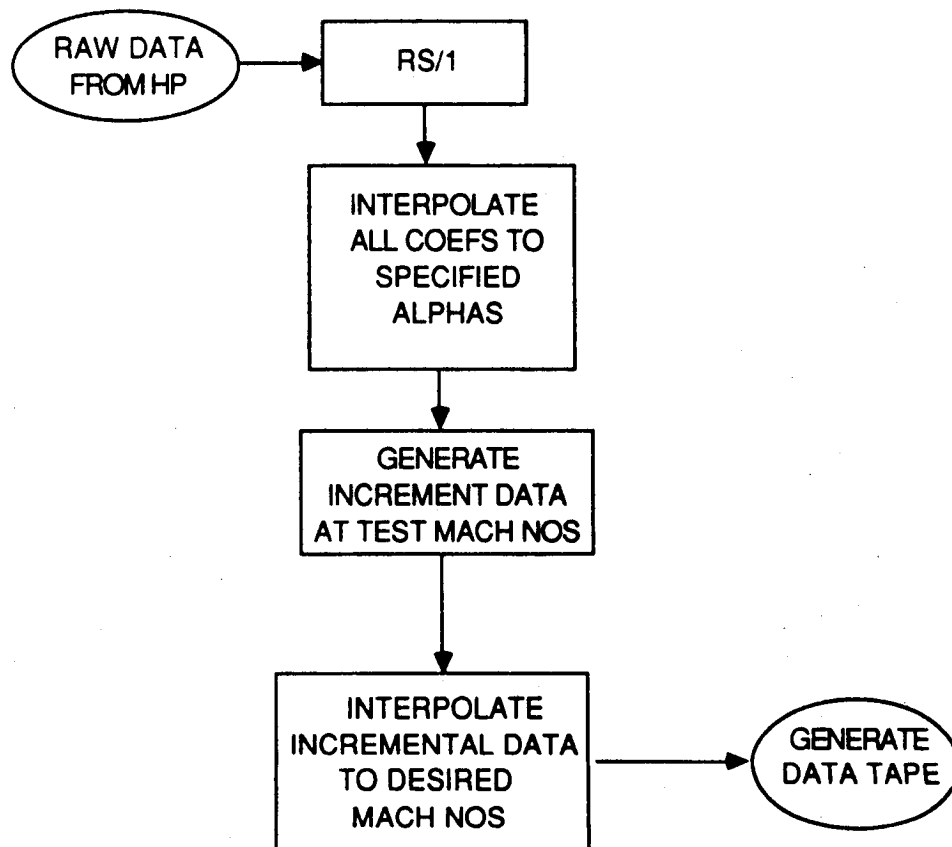 RAW DATA
FROM HP
RS/1
INTERPOLATE
ALL COEFS TO
SPECIFIED
ALPHAS
GENERATE
INCREMENT DATA
AT TEST MACH NOS
INTERPOLATE
INCREMENTAL DATA
TO DESIRED
MACH NOS
GENERATE
DATA TAPE